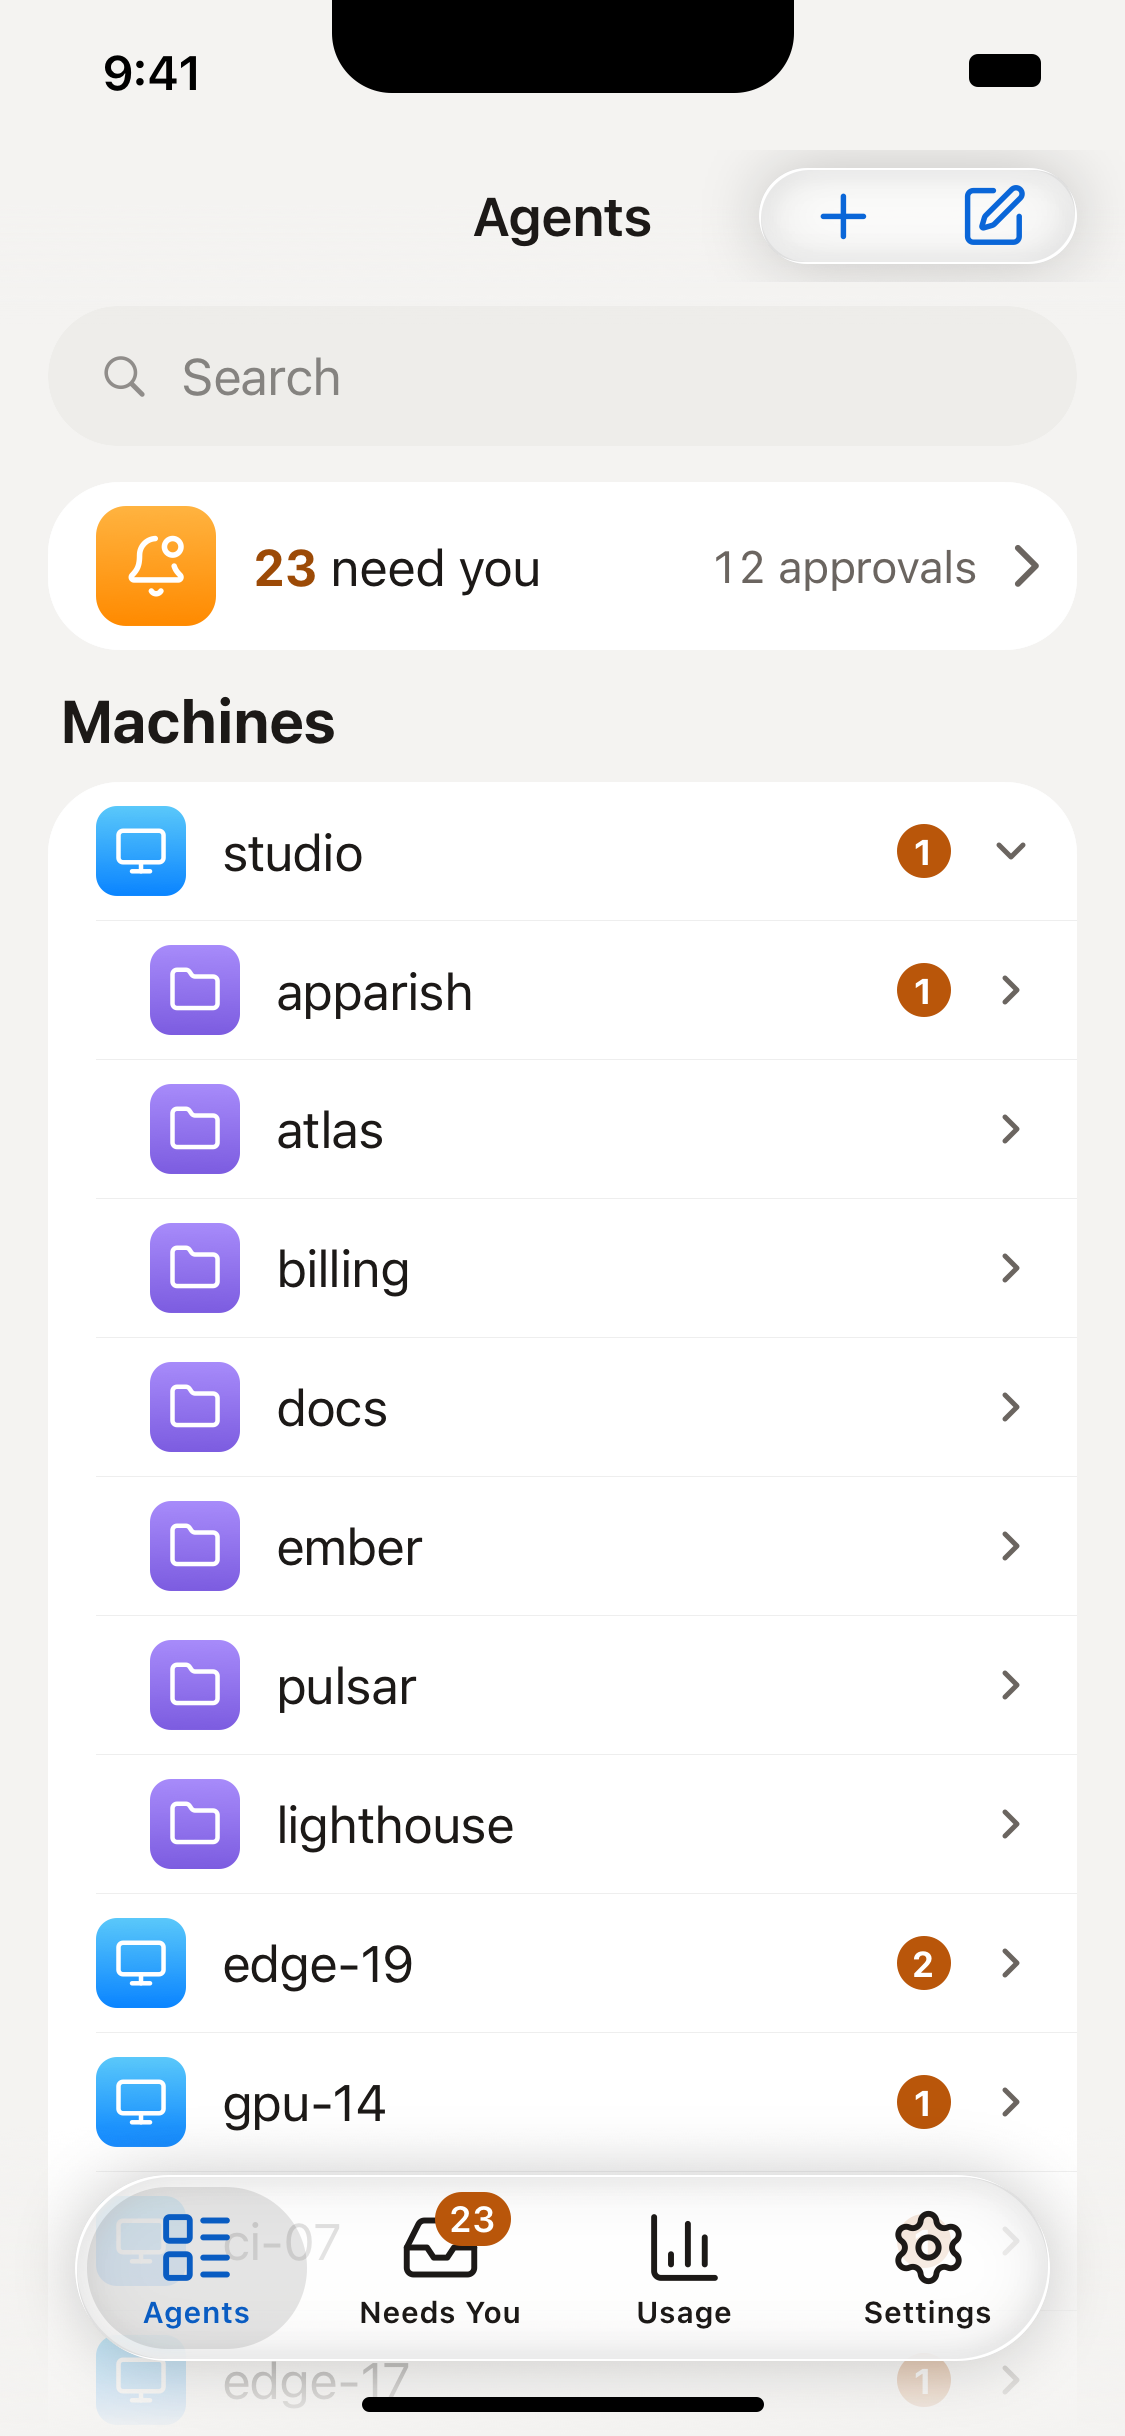 9:41
Agents
Search
23 need you 12 approvals
Machines
studio 1
apparish 1
atlas
billing
docs
ember
pulsar
lighthouse
edge-19 2
gpu-14 1
ci-07
23
Agents Needs You Usage Settings
edge-17 1